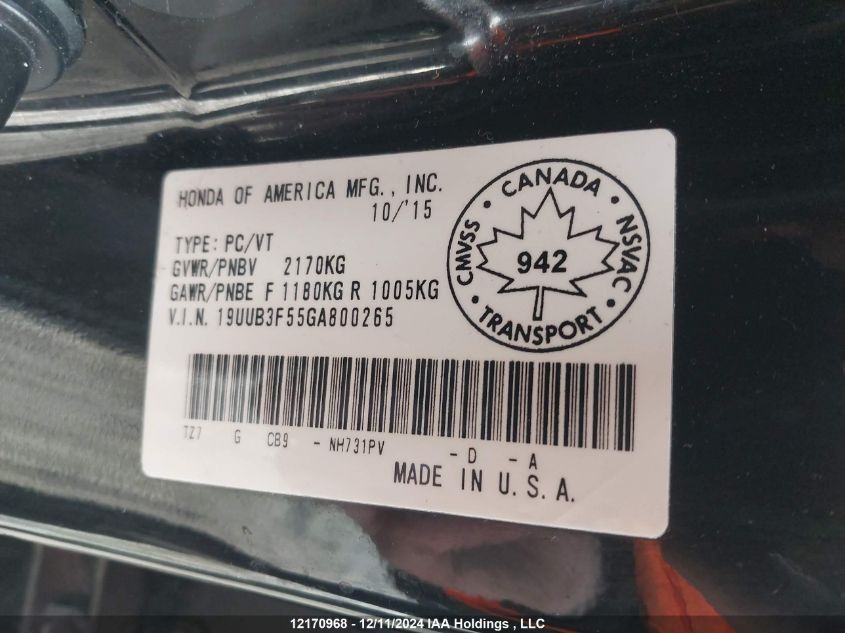 HONDA OF AMERICA MFG., INC.
10/'15
TYPE: PC/VT
GVWR/PNBV 2170KG
GAWR/PNBE F 1180KG R 1005KG
V.I.N. 19UUB3F55GA800265
CANADA
CMVSS
NSVAC
942
TRANSPORT
TZ7 G CB9 - NH731PV - D - A
MADE IN U.S.A.
12170968 - 12/11/2024 IAA Holdings , LLC